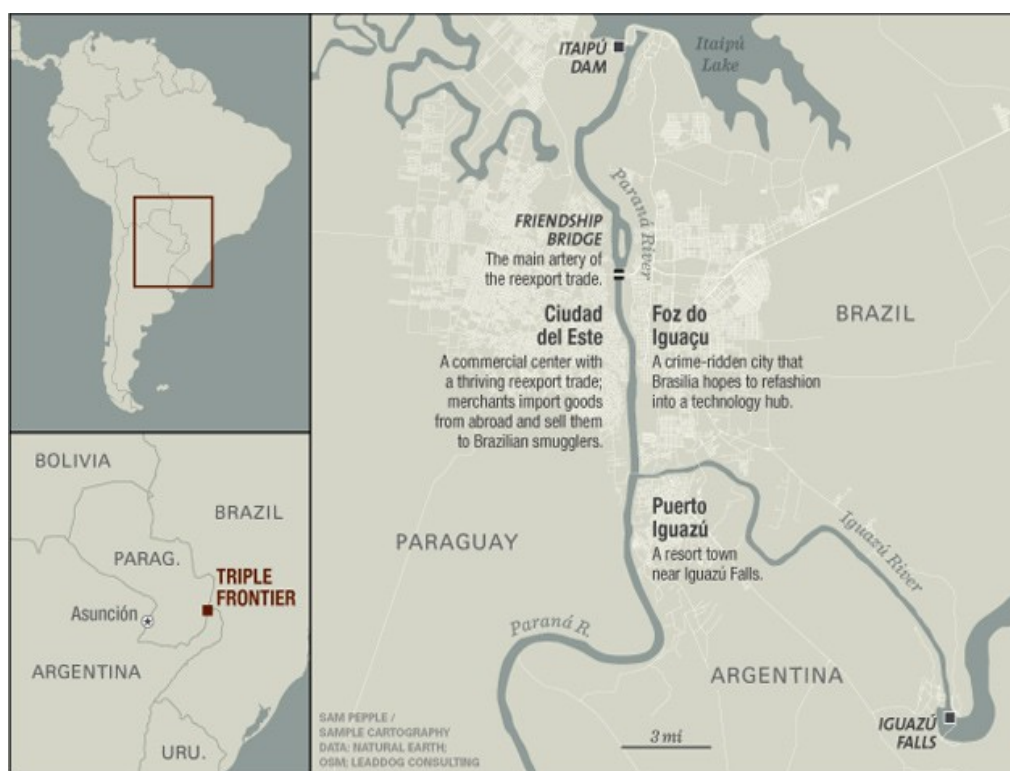 BOLIVIA
BRAZIL
PARAG.
TRIPLE
FRONTIER
Asunción
ARGENTINA
URU.
ITAIPÚ
DAM
Itaipú
Lake
Paraná River
FRIENDSHIP
BRIDGE
The main artery of
the reexport trade.
Ciudad
del Este
A commercial center with
a thriving reexport trade;
merchants import goods
from abroad and sell them
to Brazilian smugglers.
Foz do
Iguaçu
A crime-ridden city that
Brasilia hopes to refashion
into a technology hub.
BRAZIL
PARAGUAY
Puerto
Iguazú
A resort town
near Iguazú Falls.
Iguazú River
Paraná R.
ARGENTINA
IGUAZÚ
FALLS
3 mi
SAM PEPPLE /
SAMPLE CARTOGRAPHY
DATA: NATURAL EARTH;
OSM; LEADDOG CONSULTING